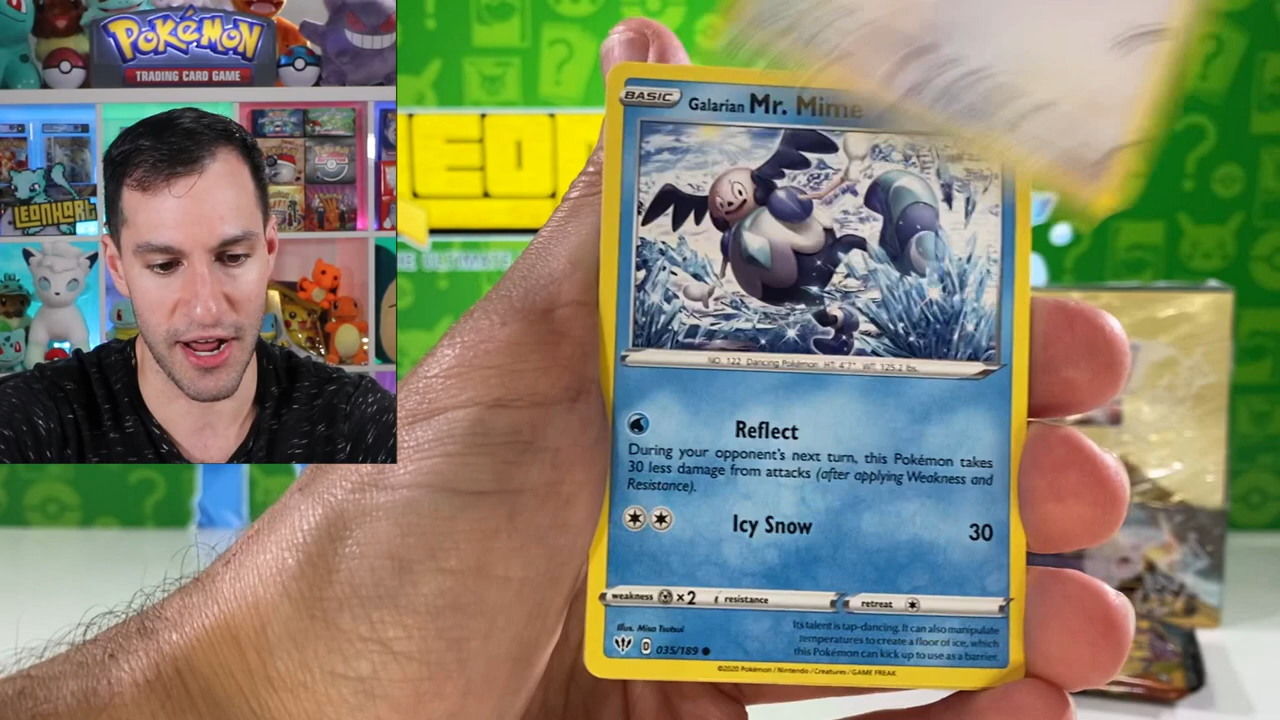 POKéMON
TRADING CARD GAME
LEONHART
EON
E ULTIMATE
BASIC
Galarian Mr. Mime
NO. 122 Dancing Pokémon HT: 4'7" WT: 125.2 lbs.
Reflect
During your opponent's next turn, this Pokémon takes
30 less damage from attacks (after applying Weakness and
Resistance).
Icy Snow 30
weakness ×2 resistance
retreat
Illus. Misa Tsutsui
D 035/189
Its talent is tap-dancing. It can also manipulate
temperatures to create a floor of ice, which
this Pokémon can kick up to use as a barrier.
©2020 Pokémon / Nintendo / Creatures / GAME FREAK